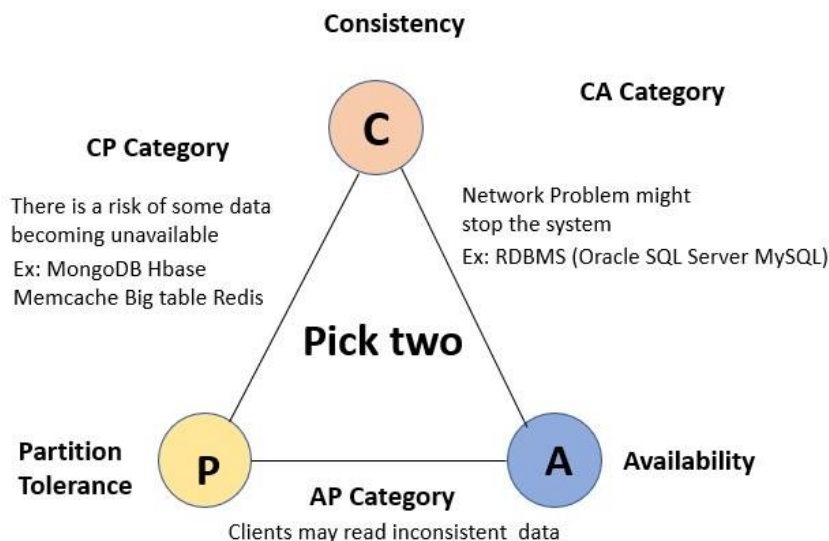 Consistency
C
CA Category
CP Category
There is a risk of some data
becoming unavailable
Ex: MongoDB Hbase
Memcache Big table Redis
Network Problem might
stop the system
Ex: RDBMS (Oracle SQL Server MySQL)
Pick two
Partition
Tolerance
P
A
Availability
AP Category
Clients may read inconsistent data